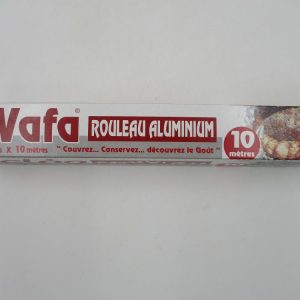 Wafa® ROULEAU ALUMINIUM 10 mètres
x 10 mètres "Couvrez... Conservez... découvrez le Goût"